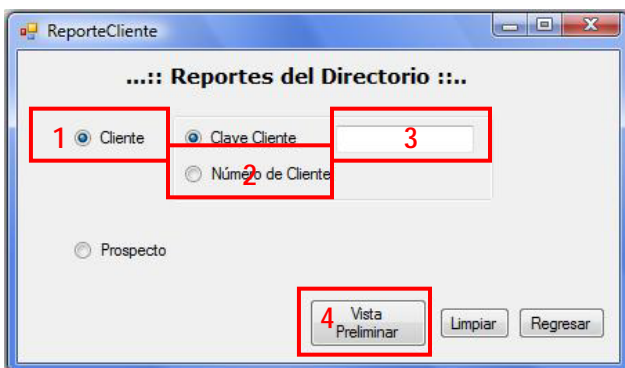 ReporteCliente
...:: Reportes del Directorio ::..
1 Cliente Clave Cliente 3
2 Número de Cliente
Prospecto
4 Vista Preliminar Limpiar Regresar